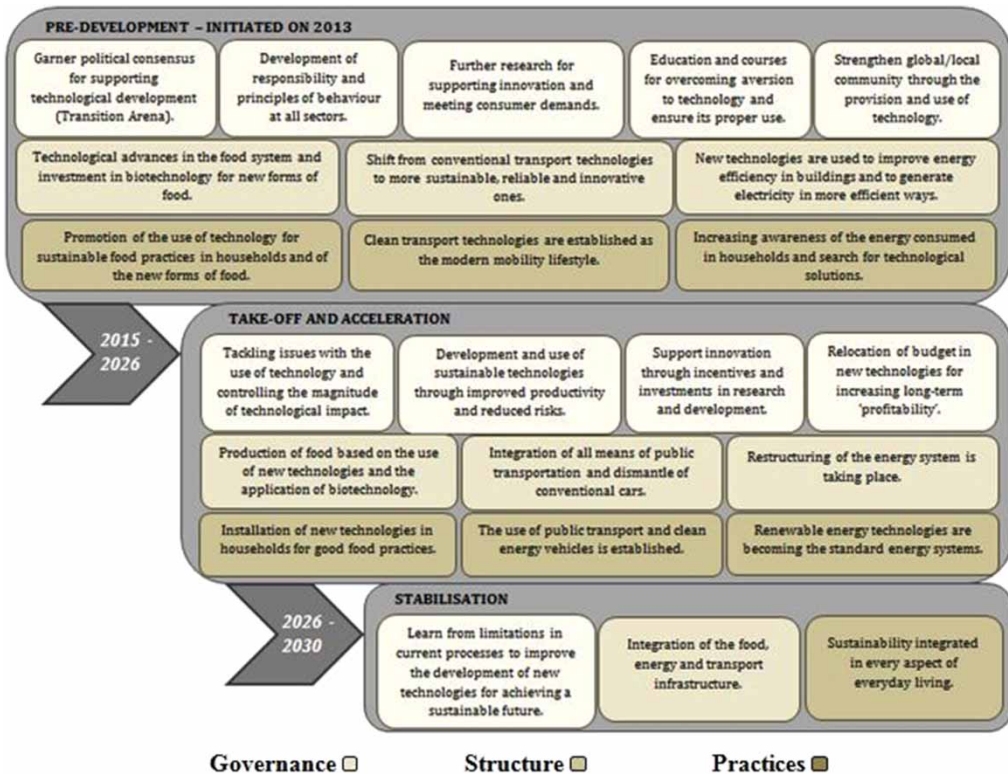 PRE-DEVELOPMENT – INITIATED ON 2013
Garner political consensus
for supporting
technological development
(Transition Arena).
Development of
responsibility and
principles of behaviour
at all sectors.
Further research for
supporting innovation and
meeting consumer demands.
Education and courses
for overcoming aversion
to technology and
ensure its proper use.
Strengthen global/local
community through the
provision and use of
technology.
Technological advances in the food system and
investment in biotechnology for new forms of
food.
Shift from conventional transport technologies
to more sustainable, reliable and innovative
ones.
New technologies are used to improve energy
efficiency in buildings and to generate
electricity in more efficient ways.
Promotion of the use of technology for
sustainable food practices in households and of
the new forms of food.
Clean transport technologies are established as
the modern mobility lifestyle.
Increasing awareness of the energy consumed
in households and search for technological
solutions.
2015 -
2026
TAKE-OFF AND ACCELERATION
Tackling issues with the
use of technology and
controlling the magnitude
of technological impact.
Development and use of
sustainable technologies
through improved productivity
and reduced risks.
Support innovation
through incentives and
investments in research
and development.
Relocation of budget in
new technologies for
increasing long-term
'profitability'.
Production of food based on the use
of new technologies and the
application of biotechnology.
Integration of all means of public
transportation and dismantle of
conventional cars.
Restructuring of the energy system is
taking place.
Installation of new technologies in
households for good food practices.
The use of public transport and clean
energy vehicles is established.
Renewable energy technologies are
becoming the standard energy systems.
2026 -
2030
STABILISATION
Learn from limitations in
current processes to improve
the development of new
technologies for achieving a
sustainable future.
Integration of the food,
energy and transport
infrastructure.
Sustainability integrated
in every aspect of
everyday living.
Governance
Structure
Practices